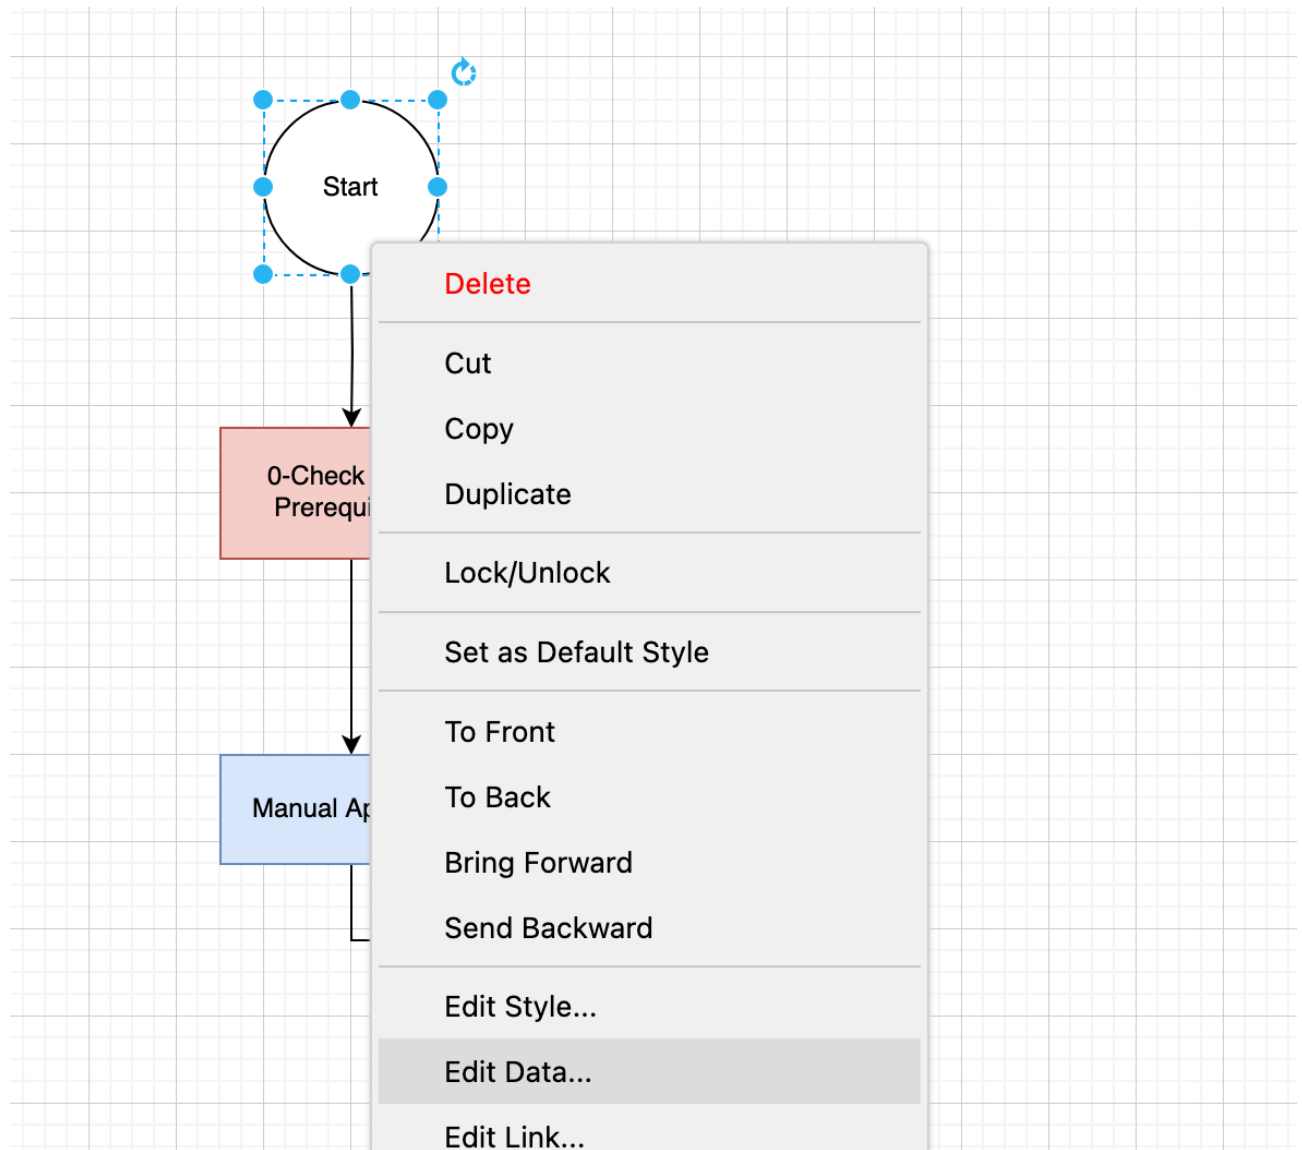 Start
Delete
Cut
Copy
Duplicate
0-Check
Prerequi
Lock/Unlock
Set as Default Style
To Front
To Back
Manual Ap
Bring Forward
Send Backward
Edit Style...
Edit Data...
Edit Link...